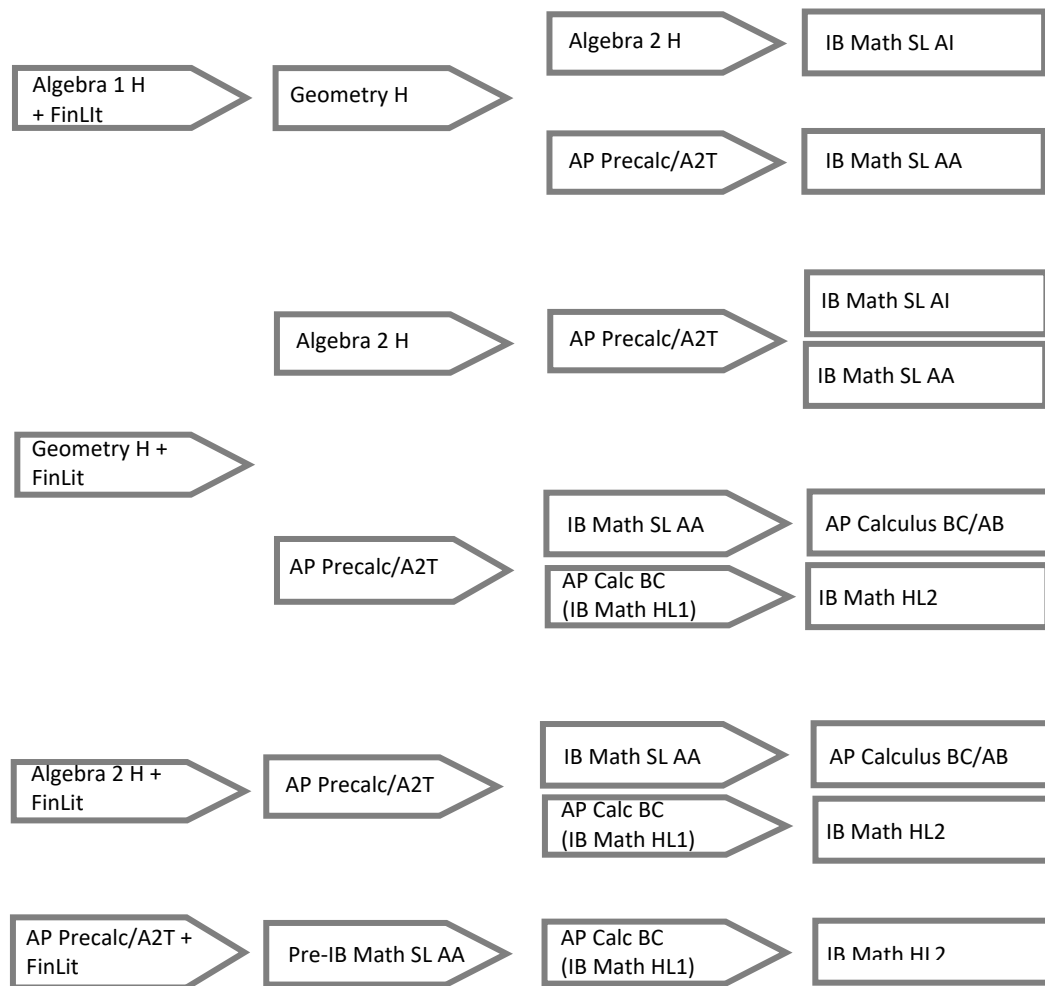 Algebra 2 H
IB Math SL AI
Algebra 1 H
+ FinLIt
Geometry H
AP Precalc/A2T
IB Math SL AA
IB Math SL AI
Algebra 2 H
AP Precalc/A2T
IB Math SL AA
Geometry H +
FinLit
IB Math SL AA
AP Calculus BC/AB
AP Precalc/A2T
AP Calc BC
(IB Math HL1)
IB Math HL2
IB Math SL AA
AP Calculus BC/AB
Algebra 2 H +
FinLit
AP Precalc/A2T
AP Calc BC
(IB Math HL1)
IB Math HL2
AP Precalc/A2T +
FinLit
Pre-IB Math SL AA
AP Calc BC
(IB Math HL1)
IB Math HL2